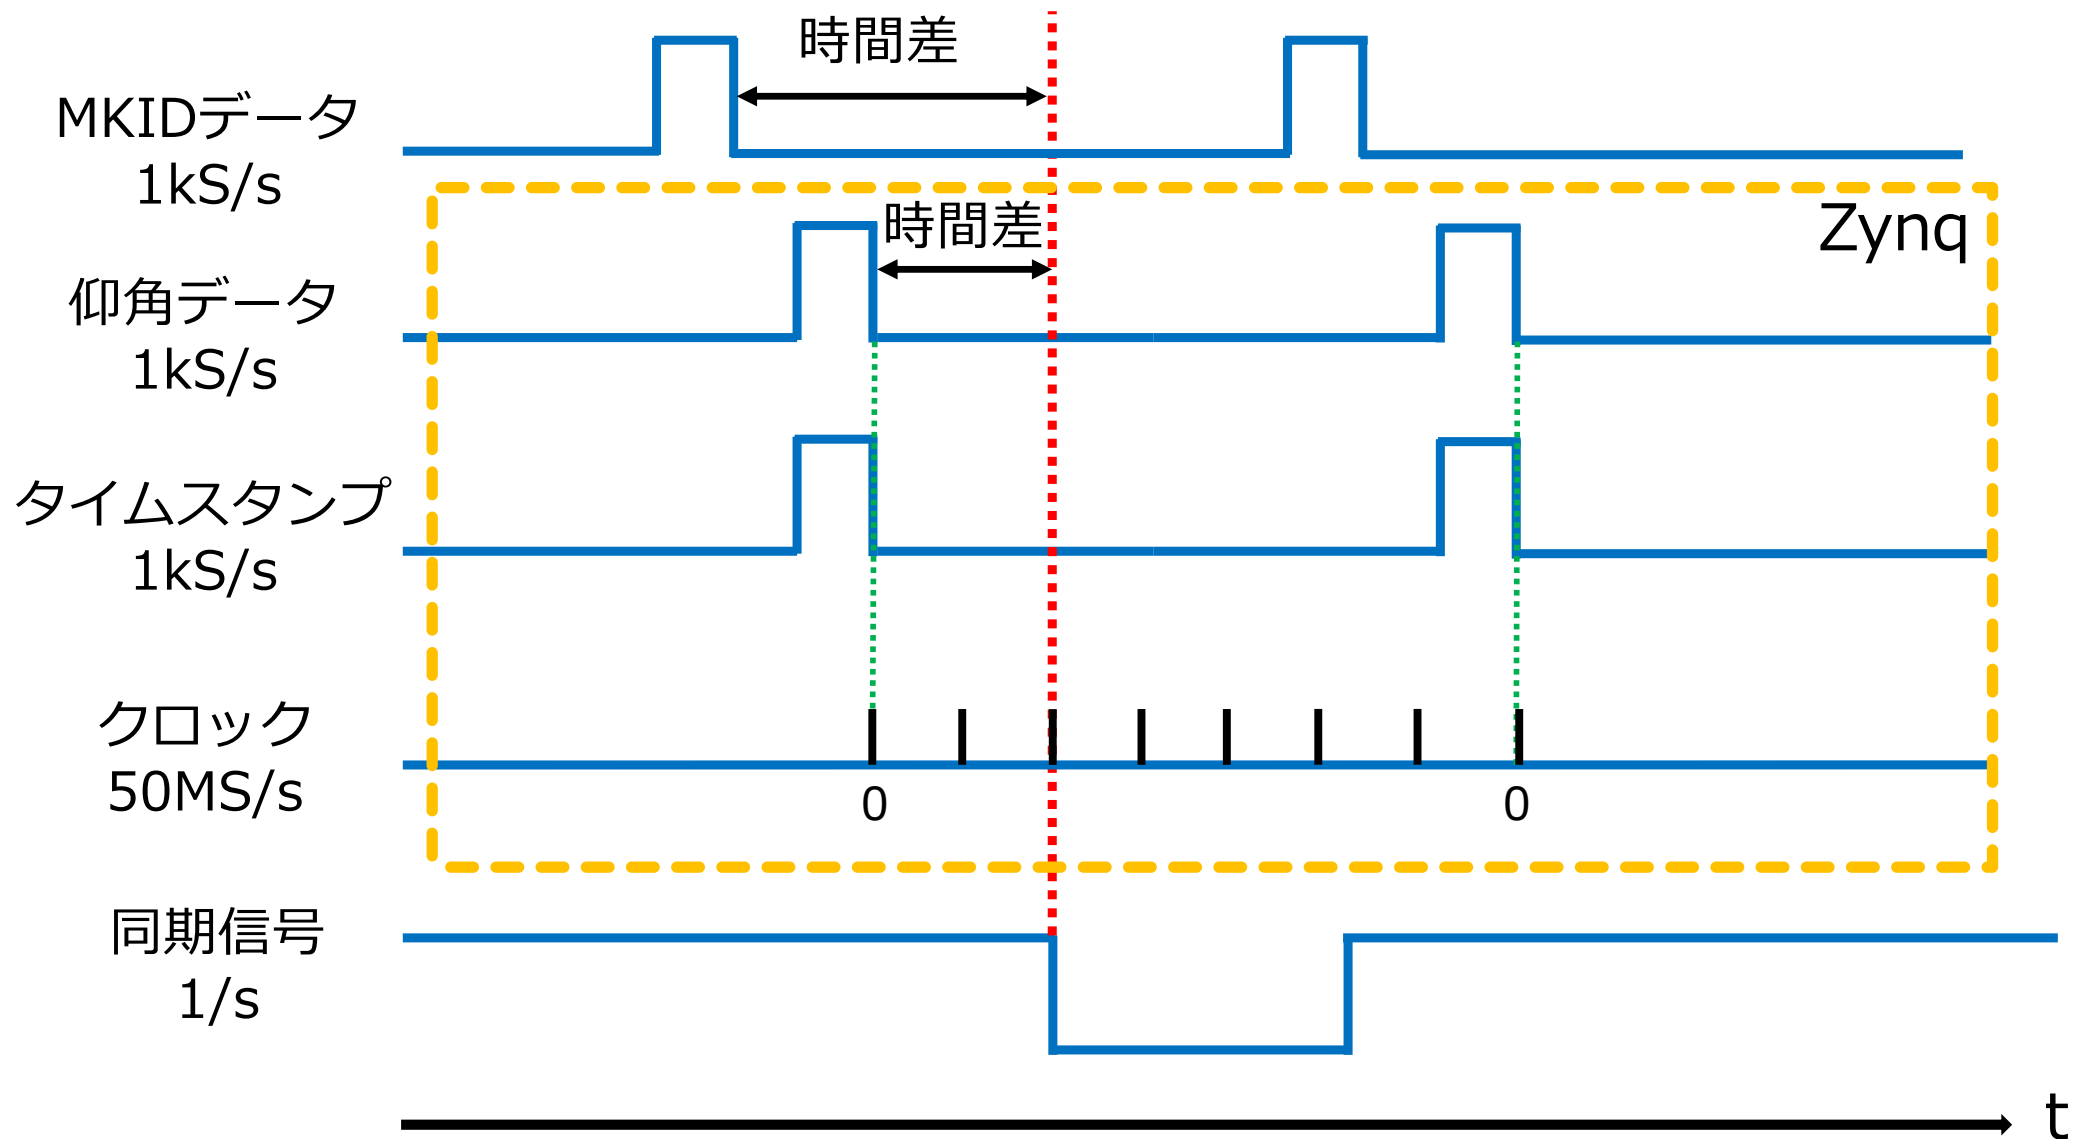 時間差
MKIDデータ
1kS/s
Zynq
時間差
仰角データ
1kS/s
タイムスタンプ
1kS/s
クロック
50MS/s
0
0
同期信号
1/s
t